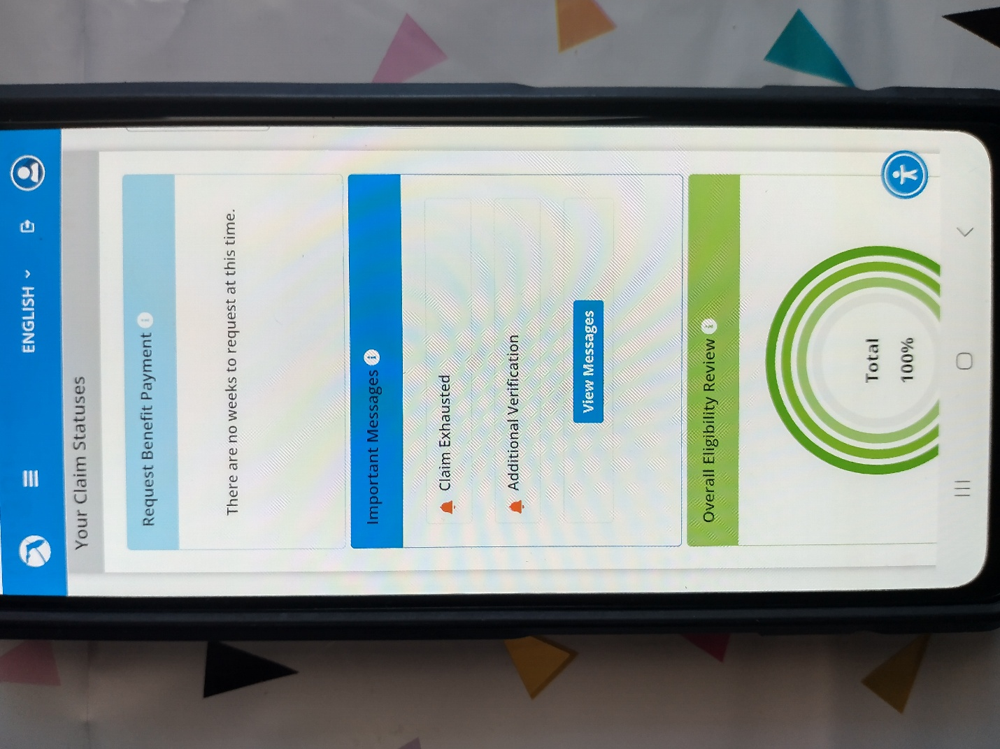 ENGLISH
Your Claim Statuses
Request Benefit Payment
There are no weeks to request at this time.
Important Messages
Claim Exhausted
Additional Verification
View Messages
Overall Eligibility Review
Total
100%